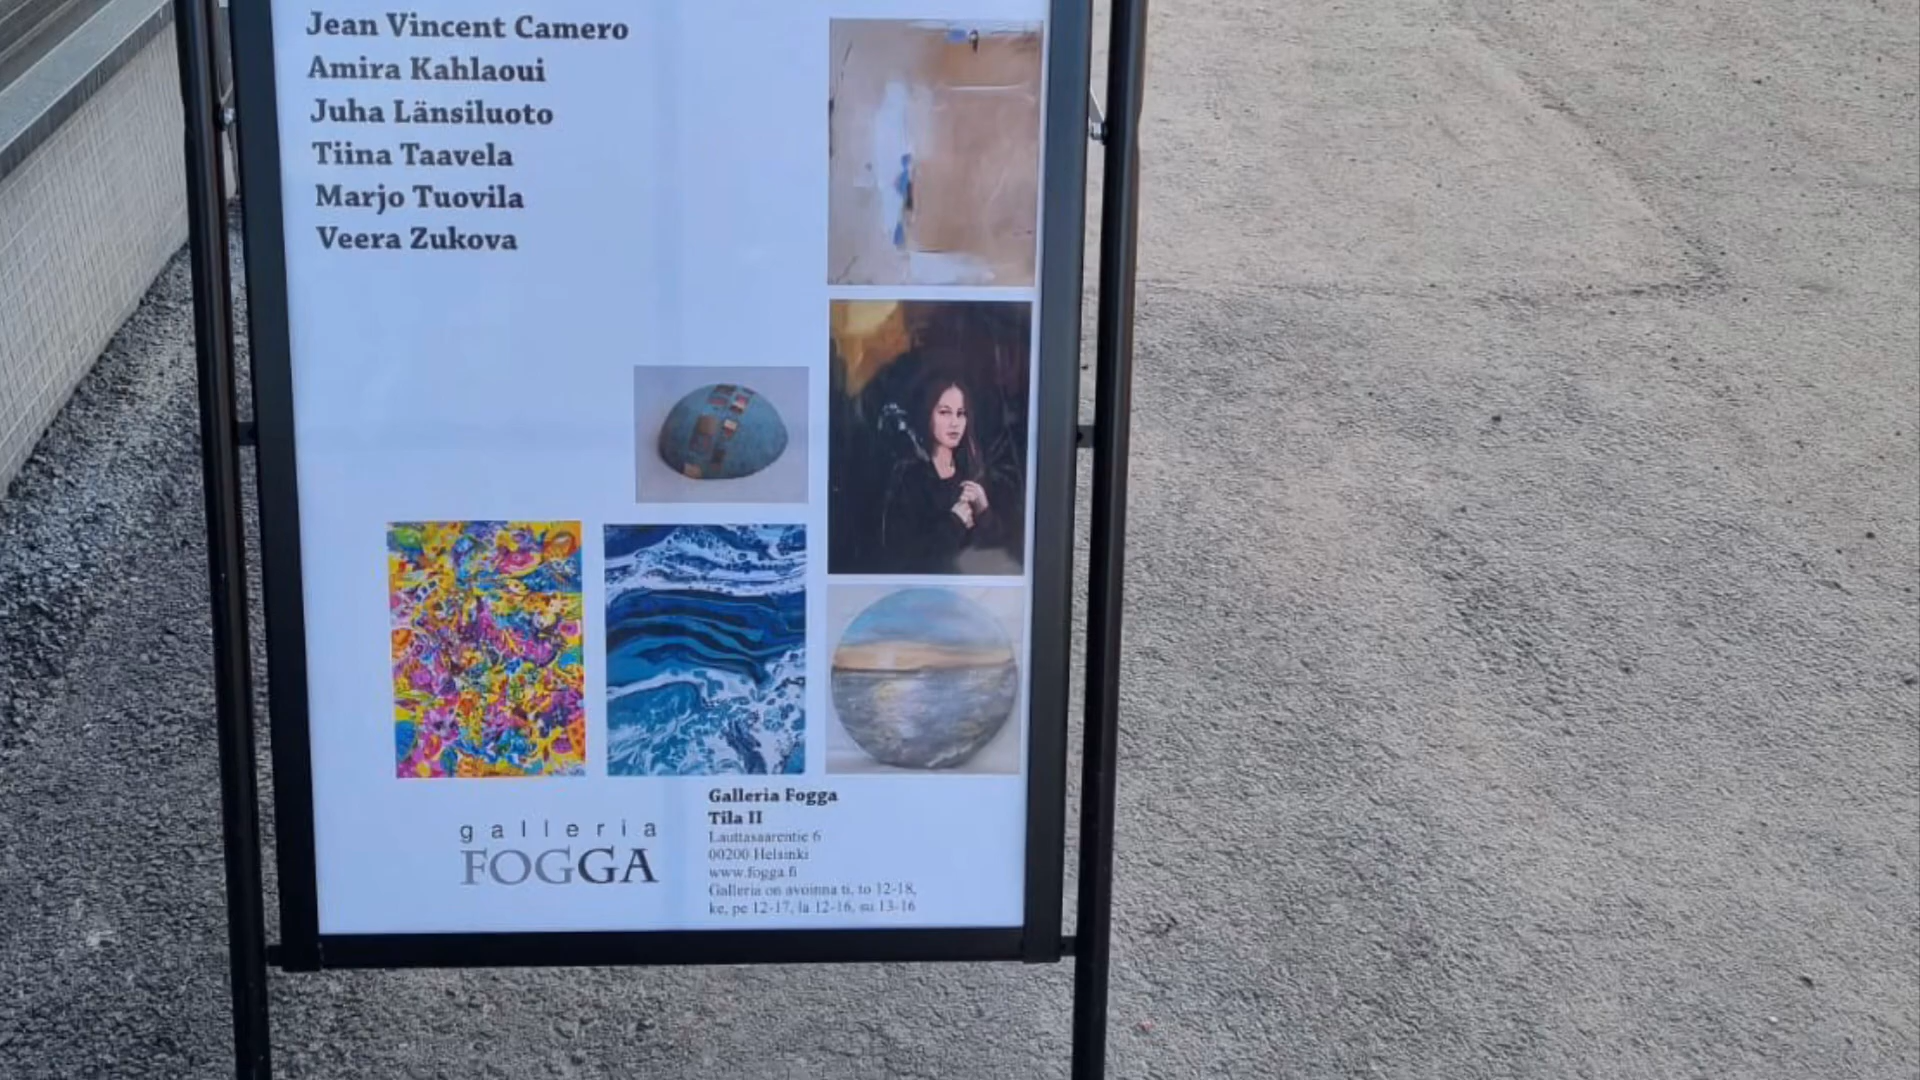 Jean Vincent Camero
Amira Kahlaoui
Juha Länsiluoto
Tiina Taavela
Marjo Tuovila
Veera Zukova
galleria
FOGGA
Galleria Fogga
Tila II
Lauttasaarentie 6
00200 Helsinki
www.fogga.fi
Galleria on avoinna ti, to 12-18,
ke, pe 12-17, la 12-16, su 13-16